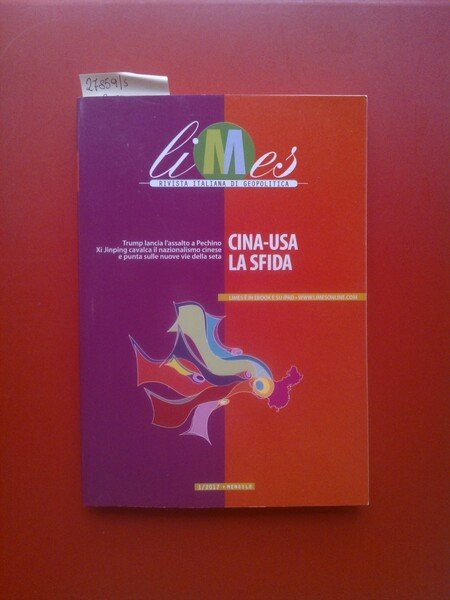 27859/s
liMes
RIVISTA ITALIANA DI GEOPOLITICA
Trump lancia l'assalto a Pechino
Xi Jinping cavalca il nazionalismo cinese
e punta sulle nuove vie della seta
CINA-USA
LA SFIDA
LIMES È IN EBOOK E SU IPAD • WWW.LIMESONLINE.COM
1/2017 • MENSILE